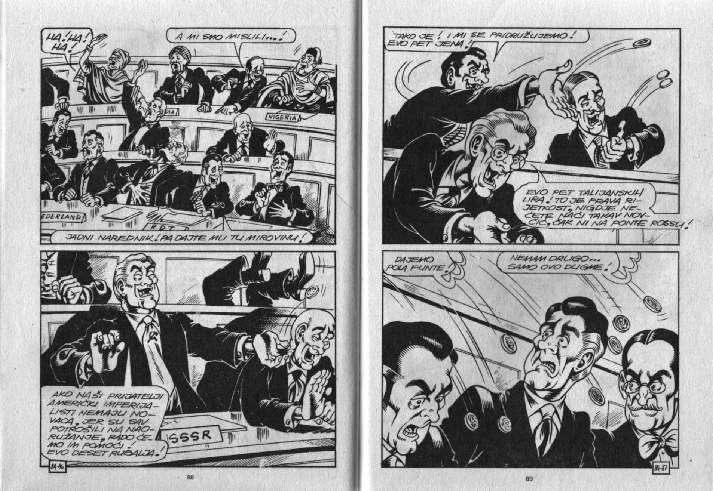 HA! HA!
HA!
A MI SMO MISLILI...!
NIGERIA
EDERLAND
RDT
JADNI NAREDNIK! PA DAJTE MU TU MIROVINU!
AKO NAŠI PRIJATELJI
AMERIČKI IMPERIJA-
LISTI NEMAJU NO-
VACA, JER SU SAV
POTROŠILI NA NAO-
RUŽANJE, RADO ĆE-
MO IM POMOĆI!
EVO DESET RUBALJA!
SSSR
88
TAKO JE! I MI SE PRIDRUŽUJEMO!
EVO PET JENA!
EVO PET TALIJANSKIH
LIRA! TO JE PRAVA RI-
JETKOST, NIGDJE NE-
ĆETE NAĆI TAKAV NOV-
ČIĆ, ČAK NI NA PONTE ROSSU!
DAJEMO
POLA FUNTE!
NEMAM DRUGO...
SAMO OVO DUGME!
89